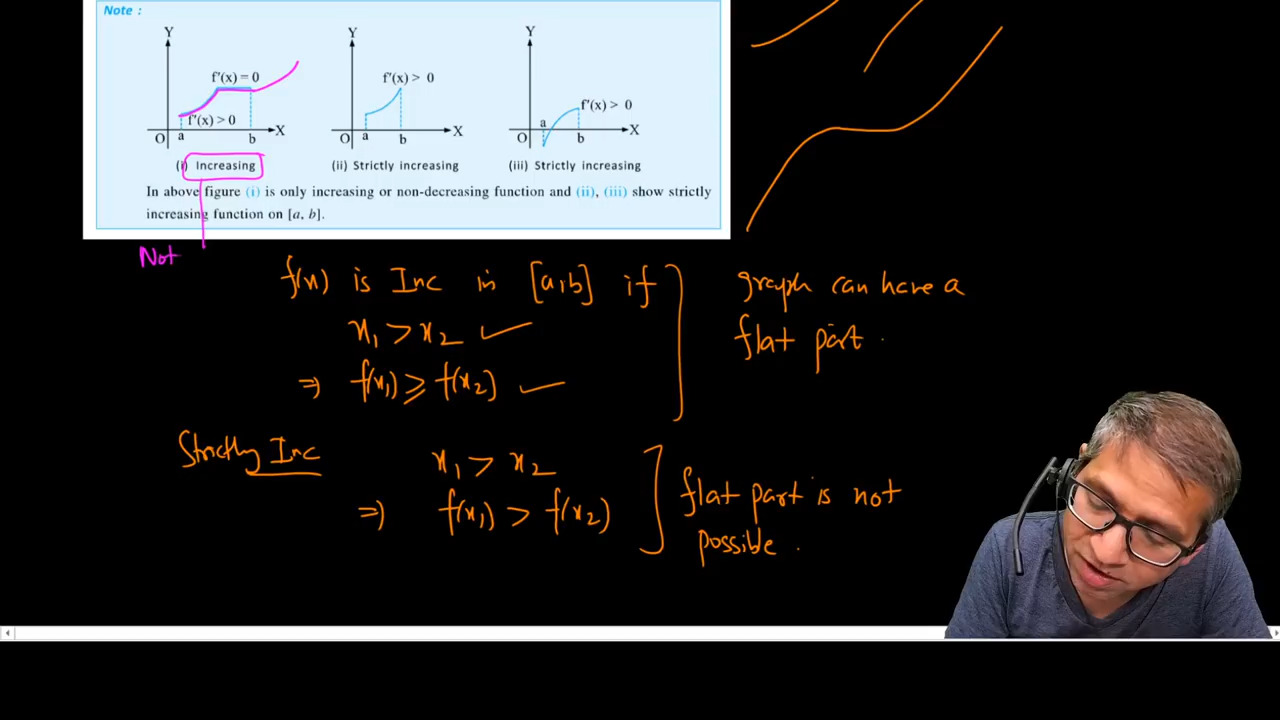 Note :
Y Y Y
f'(x) = 0 f'(x) > 0 f'(x) > 0
f'(x) > 0
O a b X O a b X O a b X
(i) Increasing (ii) Strictly increasing (iii) Strictly increasing
In above figure (i) is only increasing or non-decreasing function and (ii), (iii) show strictly
increasing function on [a, b].
Not
f(x) is Inc in [a,b] if
x₁ > x₂
⇒ f(x₁) ≥ f(x₂)
graph can have a
flat part .
Strictly Inc
x₁ > x₂
⇒ f(x₁) > f(x₂)
flat part is not
possible .